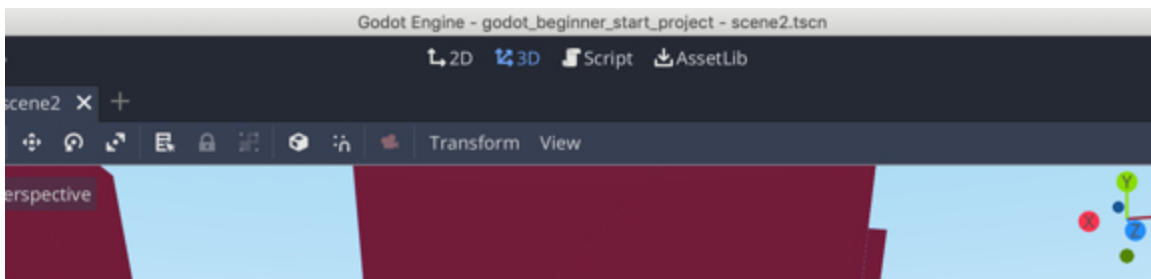 Godot Engine - godot_beginner_start_project - scene2.tscn
2D 3D Script AssetLib
scene2
Transform View
erspective
Y
X
Z